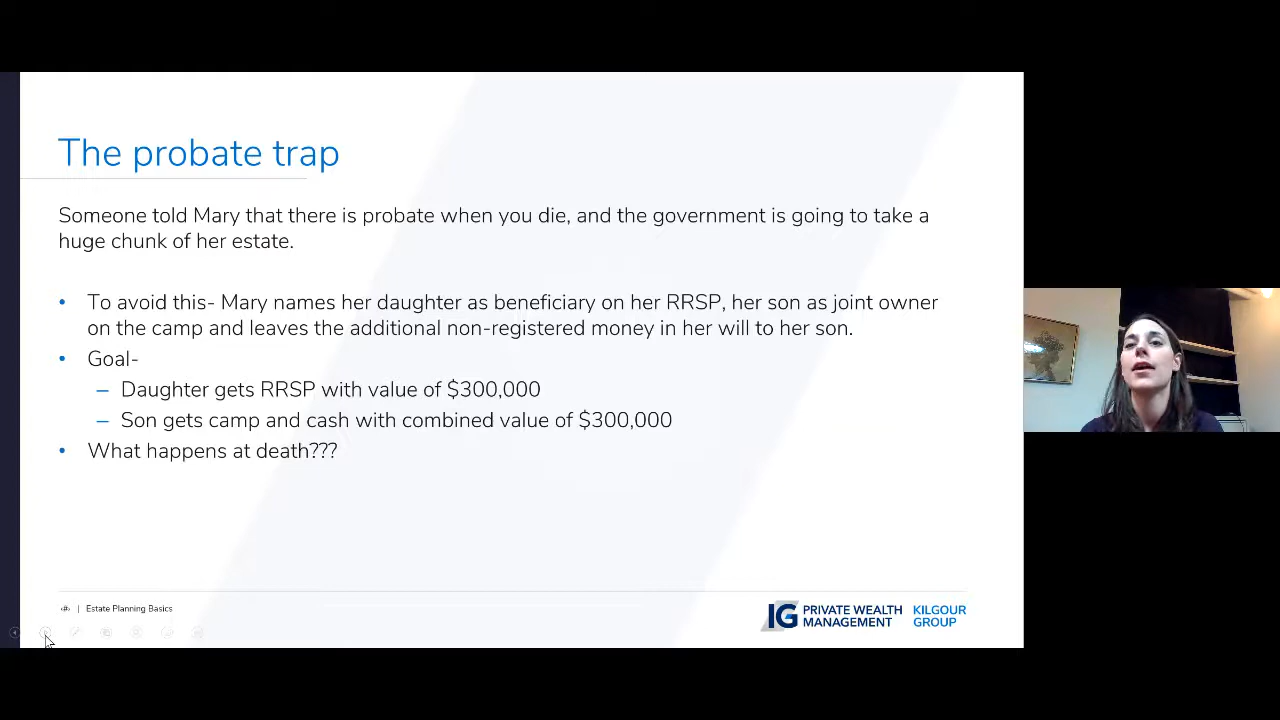 The probate trap
Someone told Mary that there is probate when you die, and the government is going to take a
huge chunk of her estate.
• To avoid this- Mary names her daughter as beneficiary on her RRSP, her son as joint owner
on the camp and leaves the additional non-registered money in her will to her son.
• Goal-
– Daughter gets RRSP with value of $300,000
– Son gets camp and cash with combined value of $300,000
• What happens at death???
| Estate Planning Basics
IG PRIVATE WEALTH MANAGEMENT
KILGOUR GROUP